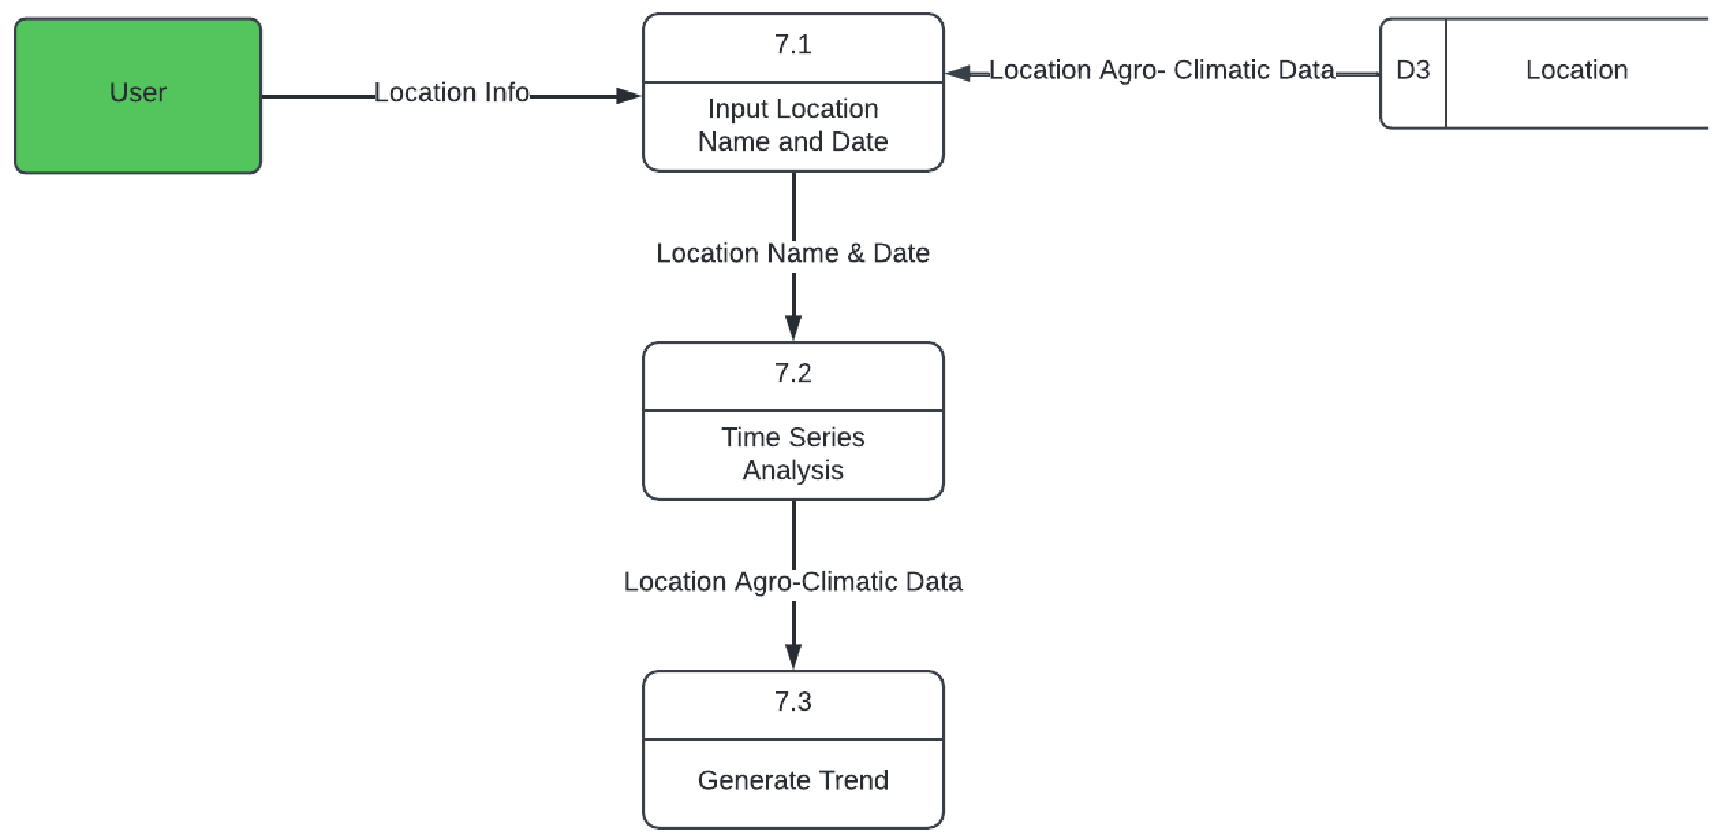 User
Location Info
7.1
Input Location
Name and Date
Location Agro- Climatic Data
D3
Location
Location Name & Date
7.2
Time Series
Analysis
Location Agro-Climatic Data
7.3
Generate Trend